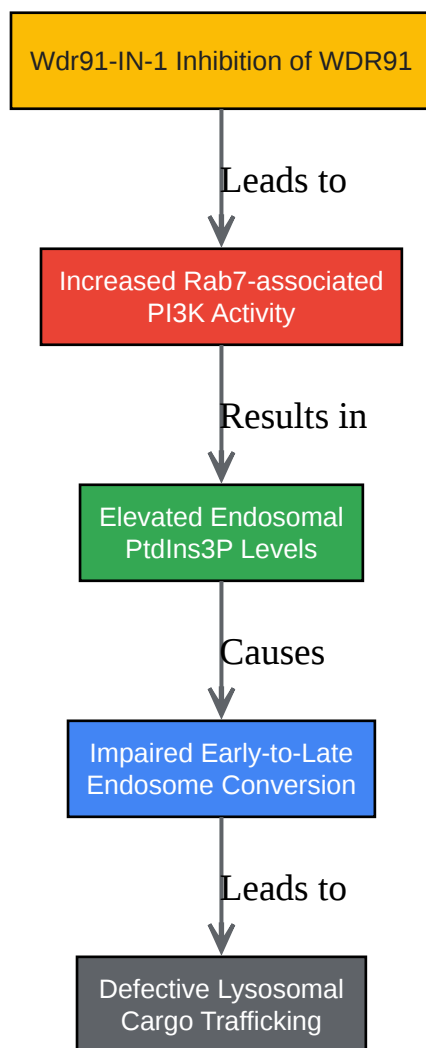 Wdr91-IN-1 Inhibition of WDR91
Leads to
Increased Rab7-associated
PI3K Activity
Results in
Elevated Endosomal
PtdIns3P Levels
Causes
Impaired Early-to-Late
Endosome Conversion
Leads to
Defective Lysosomal
Cargo Trafficking